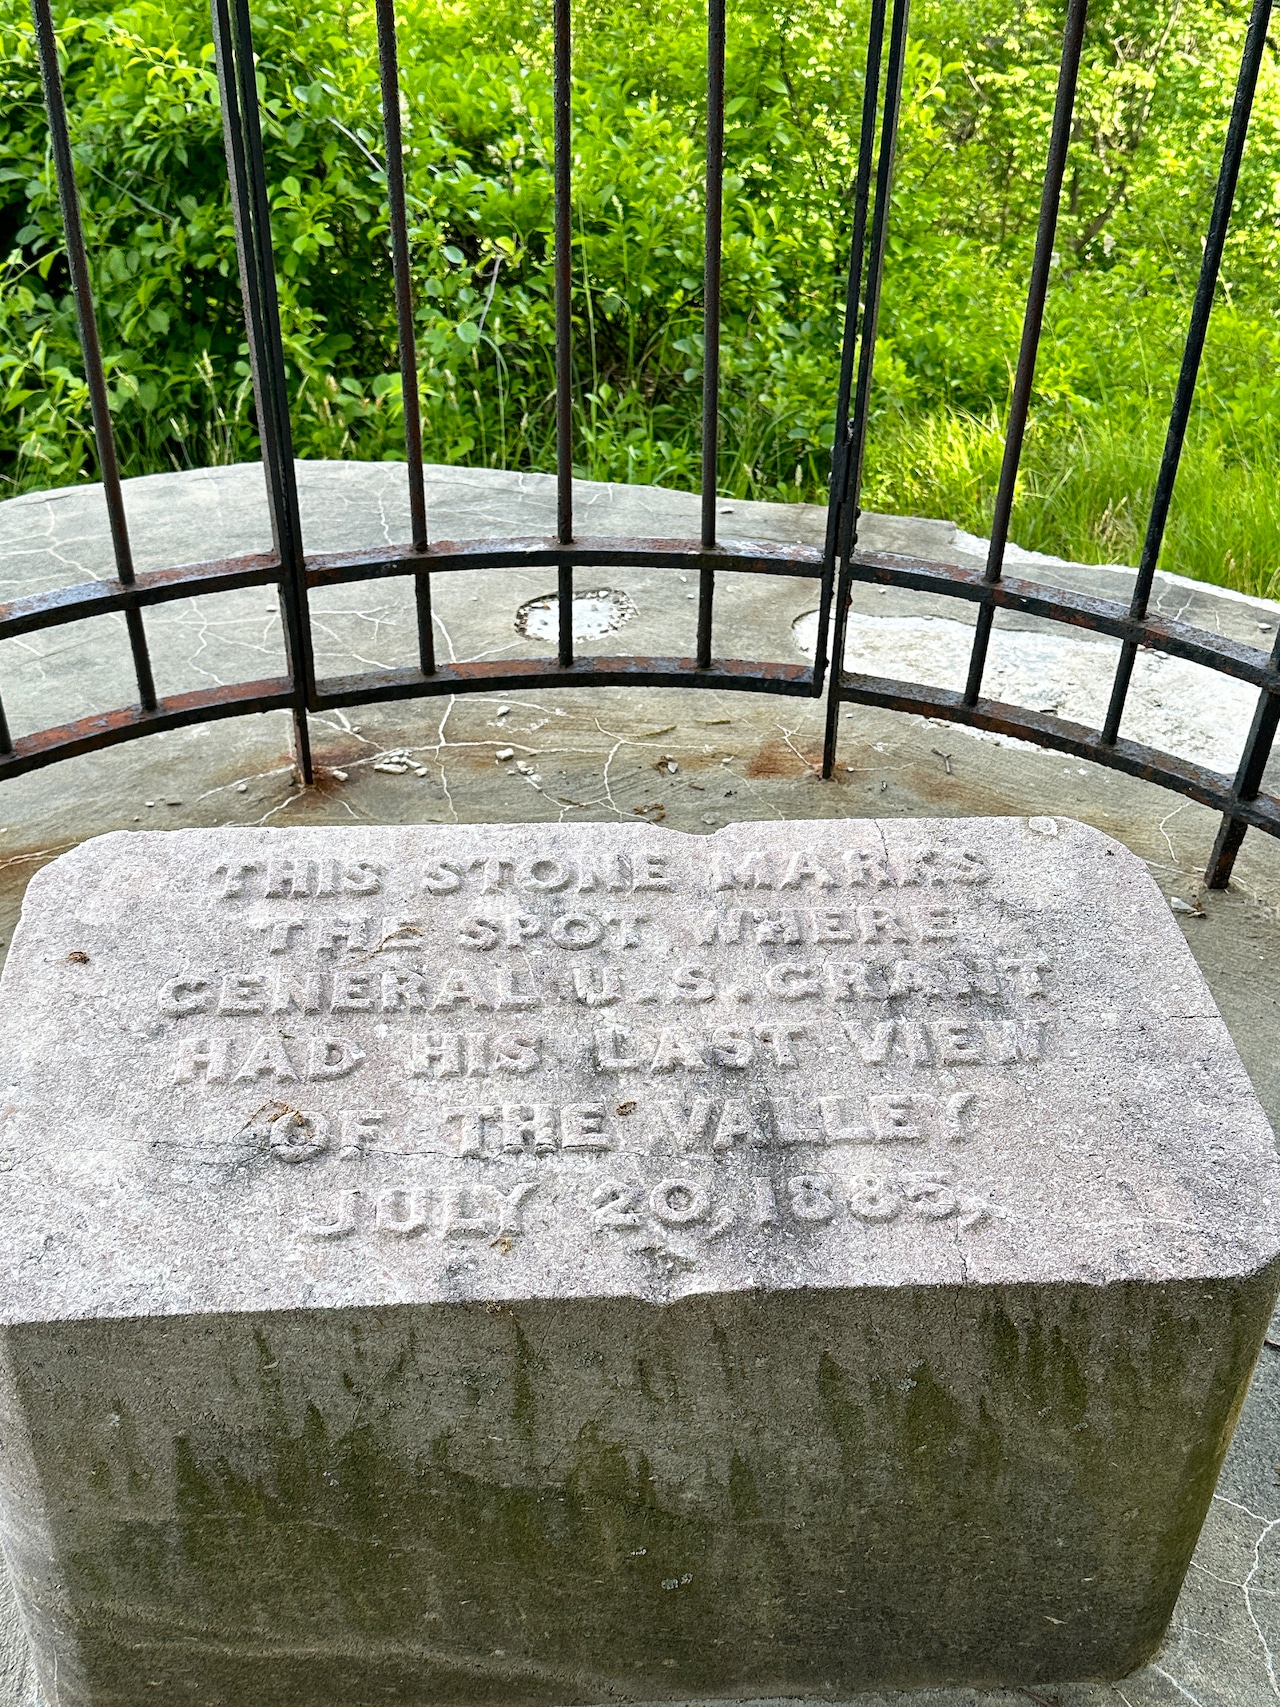 THIS STONE MARKS
THE SPOT WHERE
GENERAL U.S. GRANT
HAD HIS LAST VIEW
OF THE VALLEY
JULY 20, 1885,